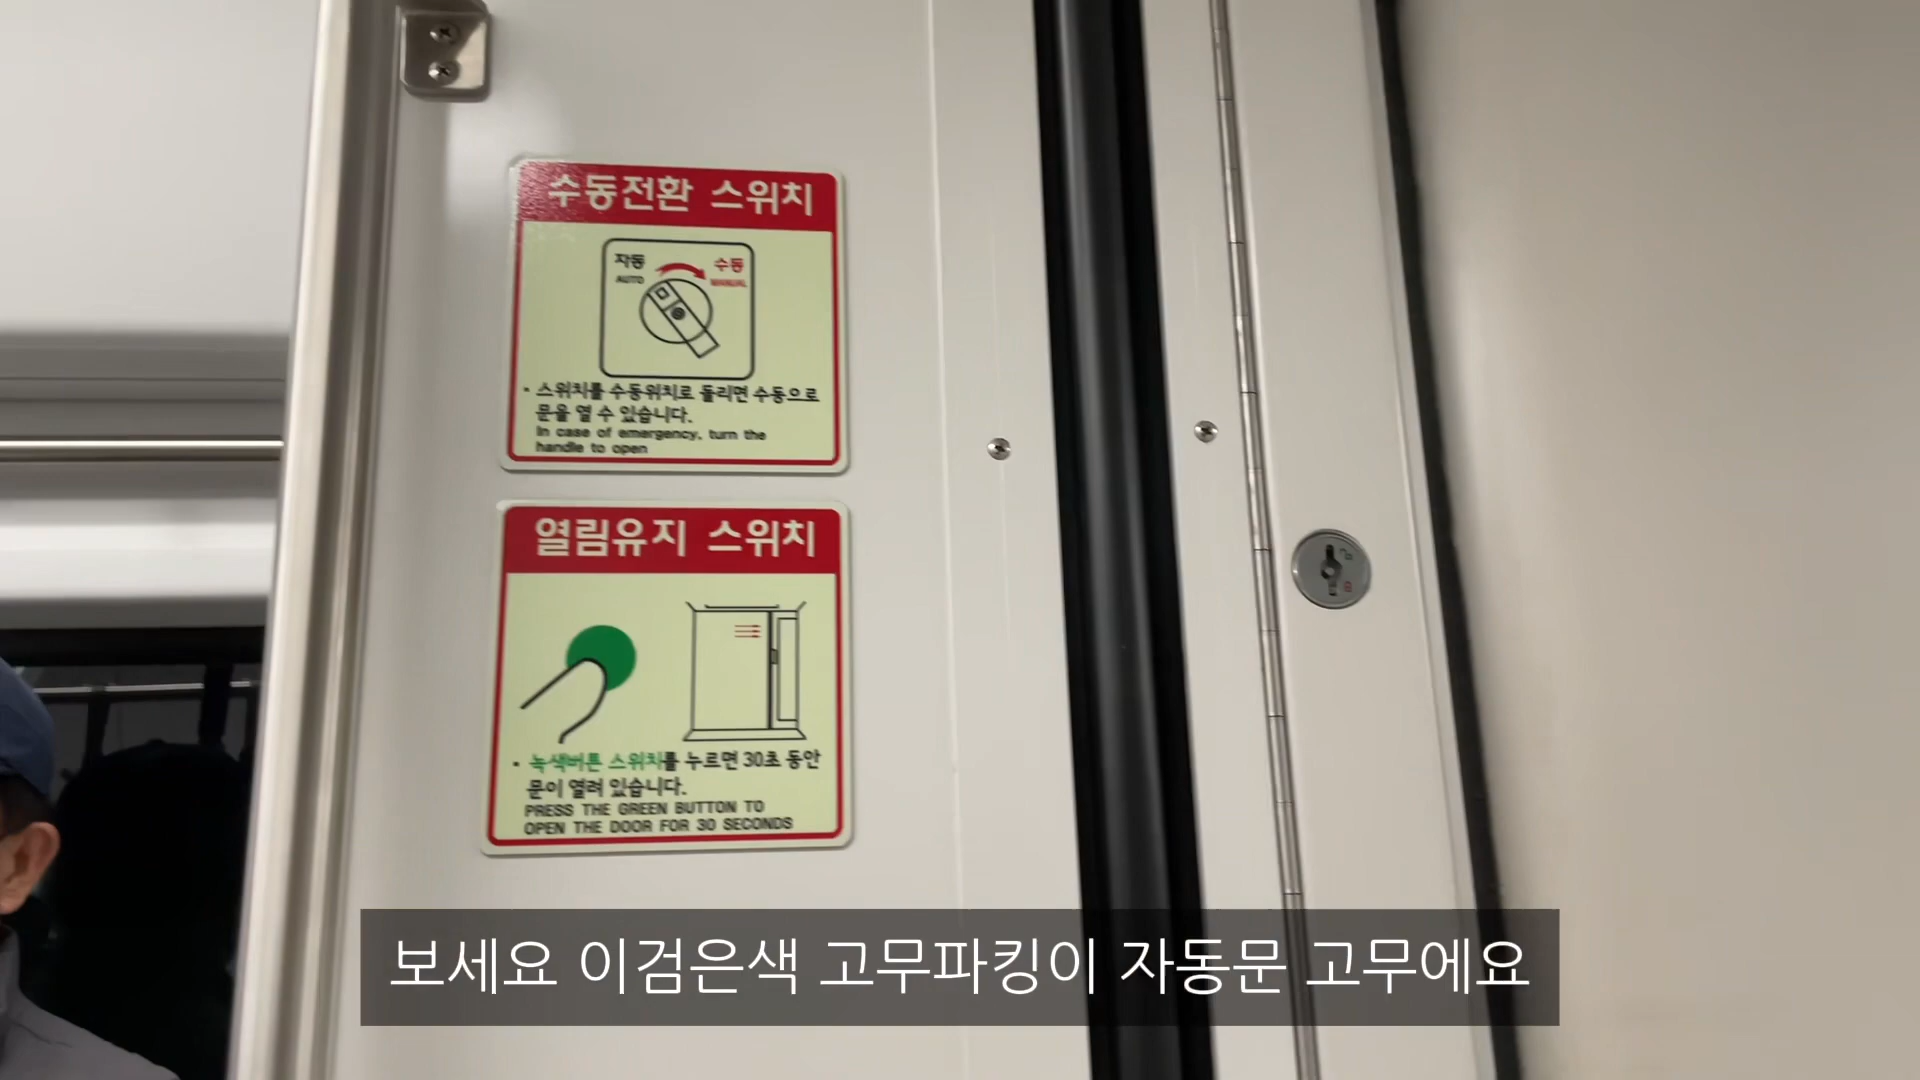 수동전환 스위치
자동 수동
AUTO MANUAL
· 스위치를 수동위치로 돌리면 수동으로
문을 열 수 있습니다.
In case of emergency, turn the
handle to open
열림유지 스위치
· 녹색버튼 스위치를 누르면 30초 동안
문이 열려 있습니다.
PRESS THE GREEN BUTTON TO
OPEN THE DOOR FOR 30 SECONDS
보세요 이검은색 고무파킹이 자동문 고무에요